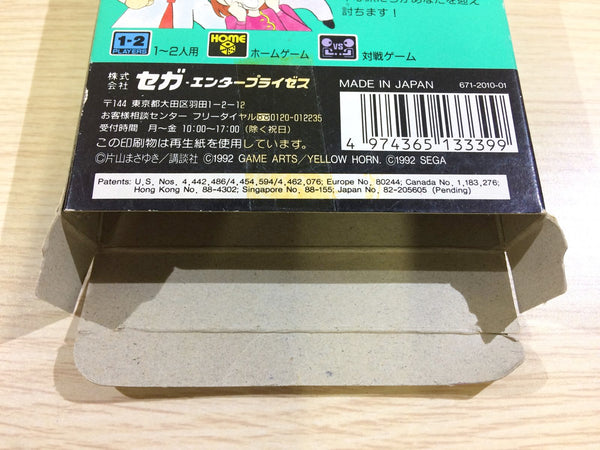 討ちます!
1-2
PLAYERS
1〜2人用
HOME
ホームゲーム
VS
対戦ゲーム
株式会社 セガ・エンタープライゼス
MADE IN JAPAN
671-2010-01
〒144 東京都大田区羽田1-2-12
お客様相談センター フリーダイヤル 0120-012235
受付時間 月〜金 10:00〜17:00 (除く祝日)
この印刷物は再生紙を使用しています。
©片山まさゆき/講談社 ©1992 GAME ARTS/YELLOW HORN. ©1992 SEGA
4 974365 133399
Patents: U.S. Nos. 4,442,486/4,454,594/4,462,076; Europe No. 80244; Canada No. 1,183,276;
Hong Kong No. 88-4302; Singapore No. 88-155; Japan No. 82-205605 (Pending)